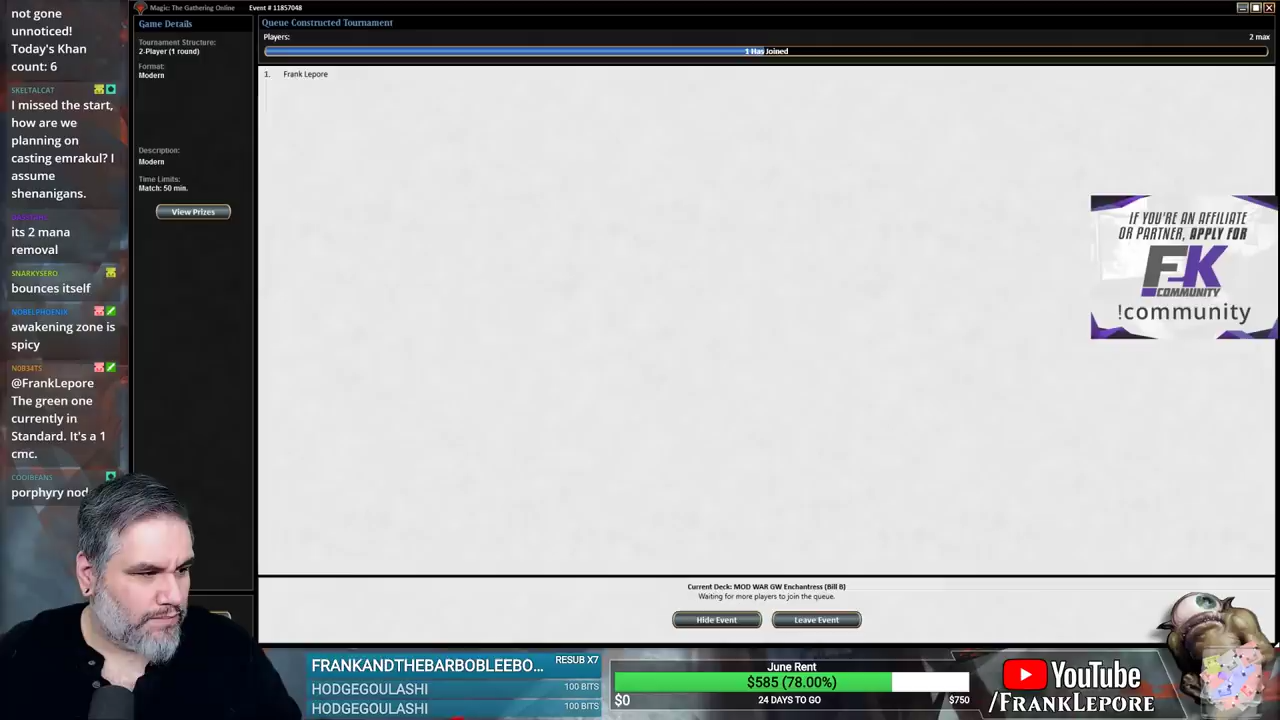 not gone
unnoticed!
Today's Khan
count: 6
SKELTALCAT
I missed the start,
how are we
planning on
casting emrakul? I
assume
shenanigans.
its 2 mana
removal
SNARKYSERO
bounces itself
NOBELPHOENIX
awakening zone is
spicy
N0B34TS
@FrankLepore
The green one
currently in
Standard. It's a 1
cmc.
CODIBEANS
porphyry nod
Magic: The Gathering Online
Event # 11857048
Game Details
Tournament Structure:
2-Player (1 round)
Format:
Modern
Description:
Modern
Time Limits:
Match: 50 min.
View Prizes
Queue Constructed Tournament
Players:
2 max
1 Has Joined
1. Frank Lepore
IF YOU'RE AN AFFILIATE
OR PARTNER, APPLY FOR
FK
COMMUNITY
!community
Current Deck: MOD WAR GW Enchantress (Bill B)
Waiting for more players to join the queue.
Hide Event
Leave Event
FRANKANDTHEBARBOBLEEBO...
RESUB X7
HODGEGOULASHI
100 BITS
HODGEGOULASHI
100 BITS
June Rent
$585 (78.00%)
$0
24 DAYS TO GO
$750
YouTube
/FRANKLEPORE